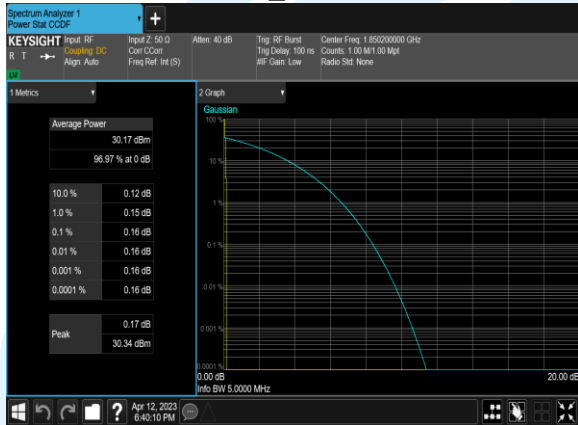 Spectrum Analyzer 1
Power Stat CCDF
KEYSIGHT
R T
LXI
Input: RF
Coupling: DC
Align: Auto
Input Z: 50 Ω
Corr CCorr
Freq Ref: Int (S)
Atten: 40 dB
Trig: RF Burst
Trig Delay: 100 ns
#IF Gain: Low
Center Freq: 1.850200000 GHz
Counts: 1.00 M/1.00 Mpt
Radio Std: None
1 Metrics
Average Power
30.17 dBm
96.97 % at 0 dB
10.0 % 0.12 dB
1.0 % 0.15 dB
0.1 % 0.16 dB
0.01 % 0.16 dB
0.001 % 0.16 dB
0.0001 % 0.16 dB
Peak
0.17 dB
30.34 dBm
2 Graph
Gaussian
100 %
10 %
1 %
0.1 %
0.01 %
0.001 %
0.0001 %
0.00 dB 20.00 dB
Info BW 5.0000 MHz
? Apr 12, 2023
6:40:10 PM